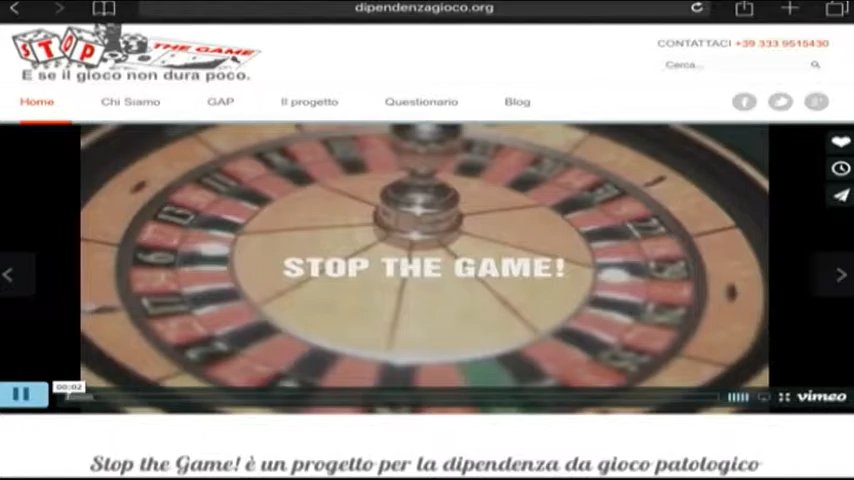 dipendenzagioco.org
STOP THE GAME
E se il gioco non dura poco.
CONTATTACI +39 333 9515430
Cerca...
Home Chi Siamo GAP Il progetto Questionario Blog
STOP THE GAME!
00:02
vimeo
Stop the Game! è un progetto per la dipendenza da gioco patologico